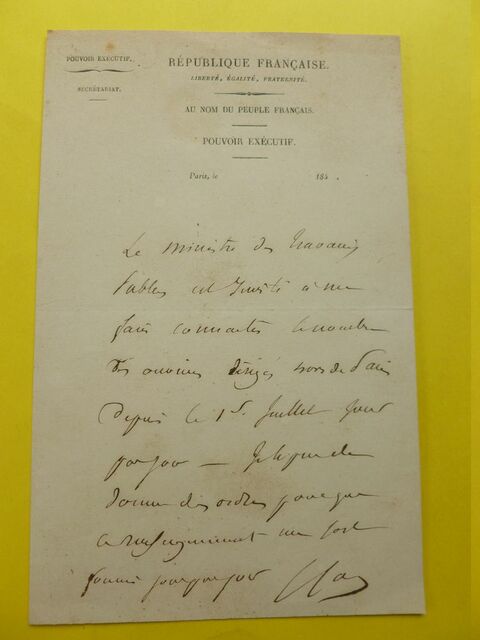 POUVOIR EXÉCUTIF.
SECRÉTARIAT.
RÉPUBLIQUE FRANÇAISE.
LIBERTÉ, ÉGALITÉ, FRATERNITÉ.
AU NOM DU PEUPLE FRANÇAIS.
POUVOIR EXÉCUTIF.
Paris, le 184 .
Le ministre des travaux
Publics est Invité à me
faire connaitre le nombre
des ouvriers dirigés hors de Paris
Depuis le 1er Juillet jour
par jour — Je le prie de
donner des ordres pour que
ce renseignement me soit
fourni jour par jour